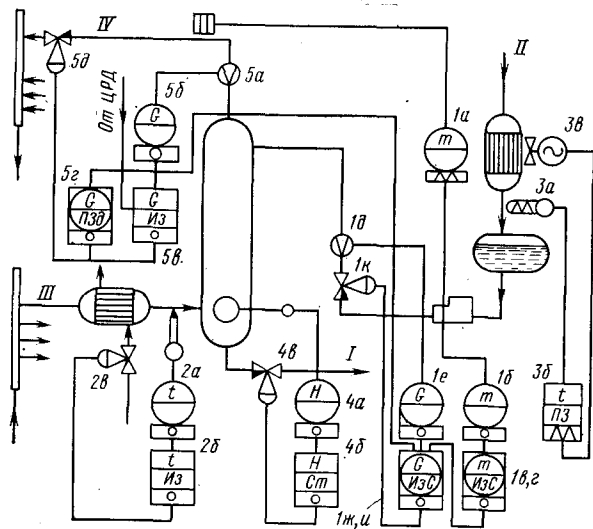 IV
II
5д
5б
5а
От ЦРД
G
1а
3в
m
5г
G
ПЗд
G
Из
3а
1д
5в
1к
III
2в
2а
4в
I
t
H
4а
1е
G
1б
m
3б
t
ПЗ
2б
t
Из
4б
H
Ст
G
ИзС
m
ИзС
1в,г
1ж,и